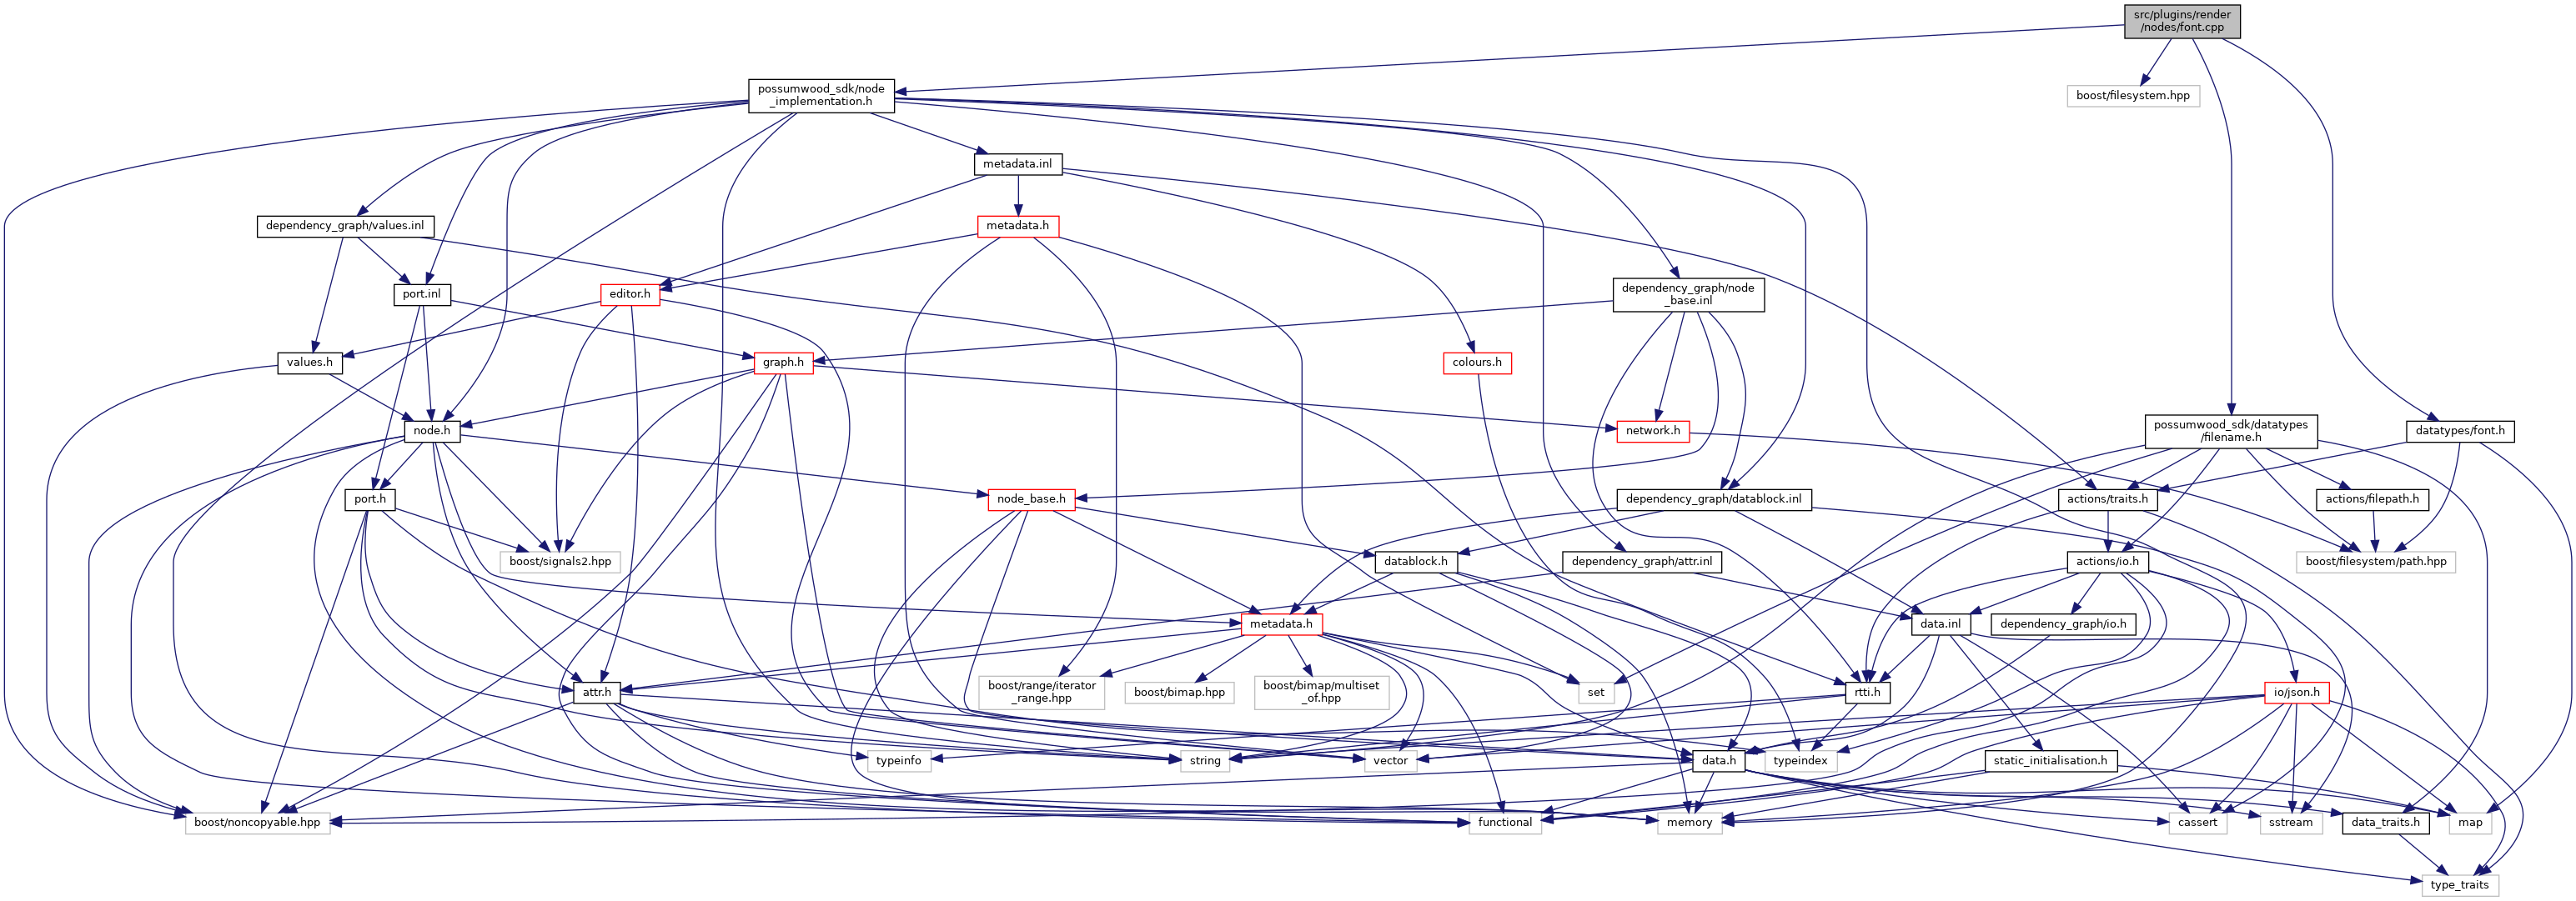 src/plugins/render
/nodes/font.cpp
possumwood_sdk/node
_implementation.h
boost/filesystem.hpp
metadata.inl
dependency_graph/values.inl
metadata.h
port.inl
editor.h
dependency_graph/node
_base.inl
values.h
graph.h
colours.h
node.h
network.h
possumwood_sdk/datatypes
/filename.h
datatypes/font.h
port.h
node_base.h
dependency_graph/datablock.inl
actions/traits.h
actions/filepath.h
boost/signals2.hpp
datablock.h
dependency_graph/attr.inl
actions/io.h
boost/filesystem/path.hpp
metadata.h
data.inl
dependency_graph/io.h
attr.h
boost/range/iterator
_range.hpp
boost/bimap.hpp
boost/bimap/multiset
_of.hpp
set
rtti.h
io/json.h
typeinfo
string
vector
data.h
typeindex
static_initialisation.h
boost/noncopyable.hpp
functional
memory
cassert
sstream
data_traits.h
map
type_traits